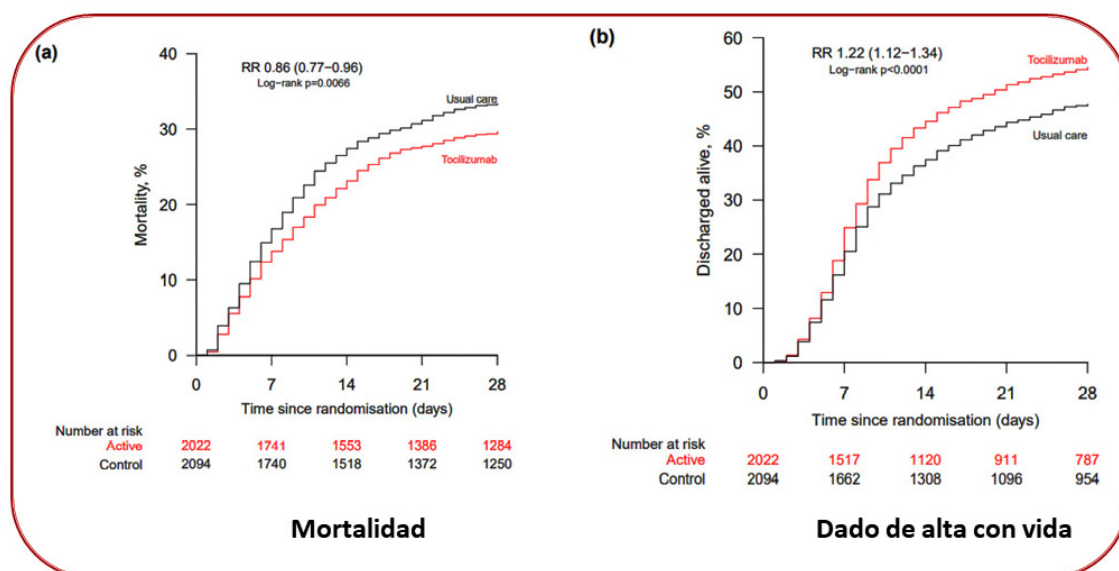 (a)
40
30
20
10
0
Mortality, %
RR 0.86 (0.77–0.96)
Log–rank p=0.0066
Usual care
Tocilizumab
0 7 14 21 28
Time since randomisation (days)
Number at risk
Active 2022 1741 1553 1386 1284
Control 2094 1740 1518 1372 1250
Mortalidad
(b)
60
50
40
30
20
10
0
Discharged alive, %
RR 1.22 (1.12–1.34)
Log–rank p<0.0001
Tocilizumab
Usual care
0 7 14 21 28
Time since randomisation (days)
Number at risk
Active 2022 1517 1120 911 787
Control 2094 1662 1308 1096 954
Dado de alta con vida